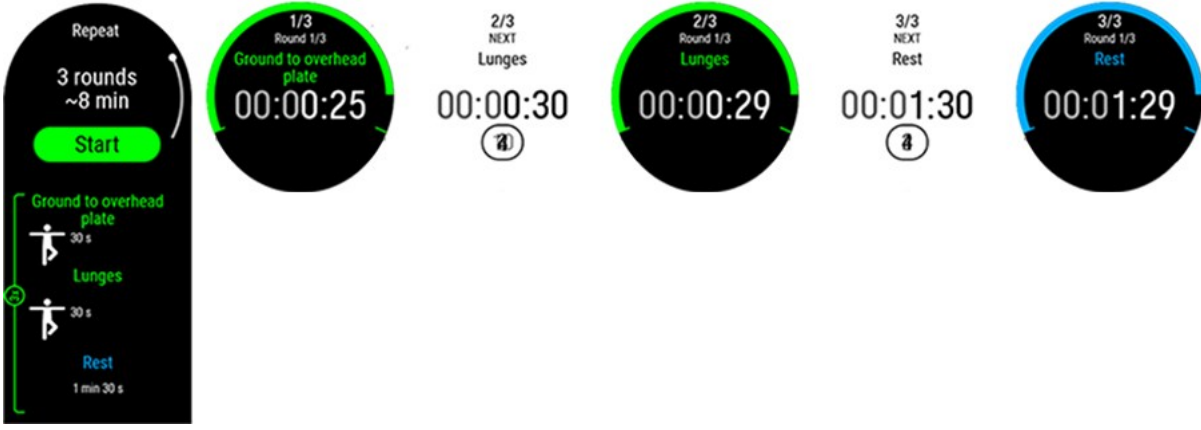 Repeat
3 rounds
~8 min
Start
Ground to overhead
plate
30 s
Lunges
30 s
Rest
1 min 30 s
1/3
Round 1/3
Ground to overhead
plate
00:00:25
2/3
NEXT
Lunges
00:00:30
2/3
Round 1/3
Lunges
00:00:29
3/3
NEXT
Rest
00:01:30
3/3
Round 1/3
Rest
00:01:29